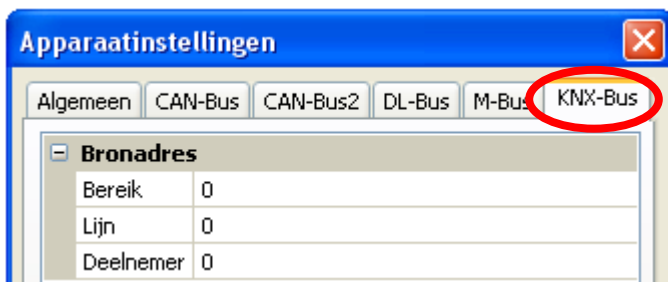 Apparaatinstellingen
Algemeen CAN-Bus CAN-Bus2 DL-Bus M-Bus KNX-Bus
Bronadres
Bereik 0
Lijn 0
Deelnemer 0